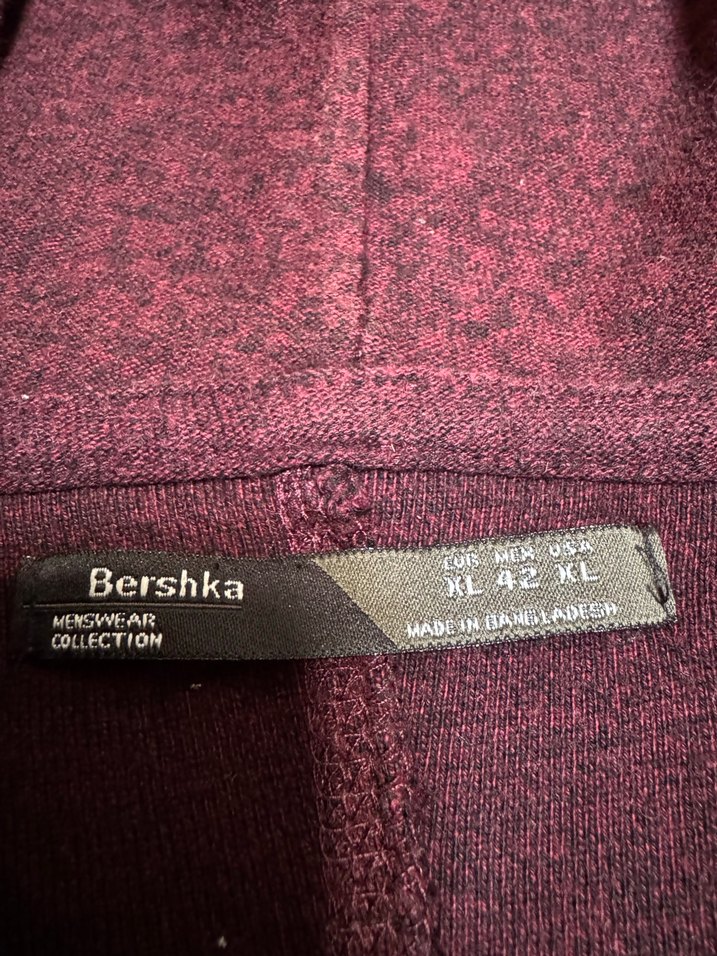 Bershka
MENSWEAR
COLLECTION
EUR MEX USA
XL 42 XL
MADE IN BANGLADESH